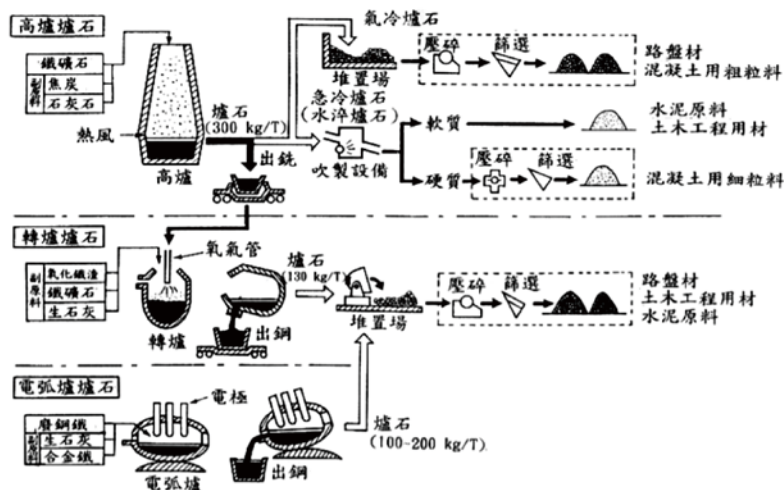 高爐爐石
鐵礦石
副原料
焦炭
石灰石
熱風
高爐
爐石
(300 kg/T)
出銑
氣冷爐石
堆置場
急冷爐石
(水淬爐石)
吹製設備
壓碎
篩選
路盤材
混凝土用粗粒料
軟質
水泥原料
土木工程用材
硬質
壓碎
篩選
混凝土用細粒料
轉爐爐石
氧氣管
副原料
氧化鐵渣
鐵礦石
生石灰
轉爐
出鋼
爐石
(130 kg/T)
堆置場
壓碎
篩選
路盤材
土木工程用材
水泥原料
電弧爐爐石
電極
廢鋼鐵
副原料
生石灰
合金鐵
電弧爐
出鋼
爐石
(100-200 kg/T)